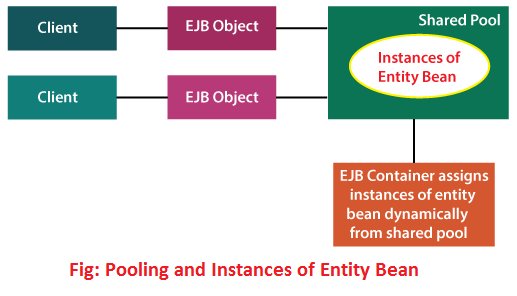 Client
EJB Object
Shared Pool
Instances of
Entity Bean
Client
EJB Object
EJB Container assigns
instances of entity
bean dynamically
from shared pool
Fig: Pooling and Instances of Entity Bean